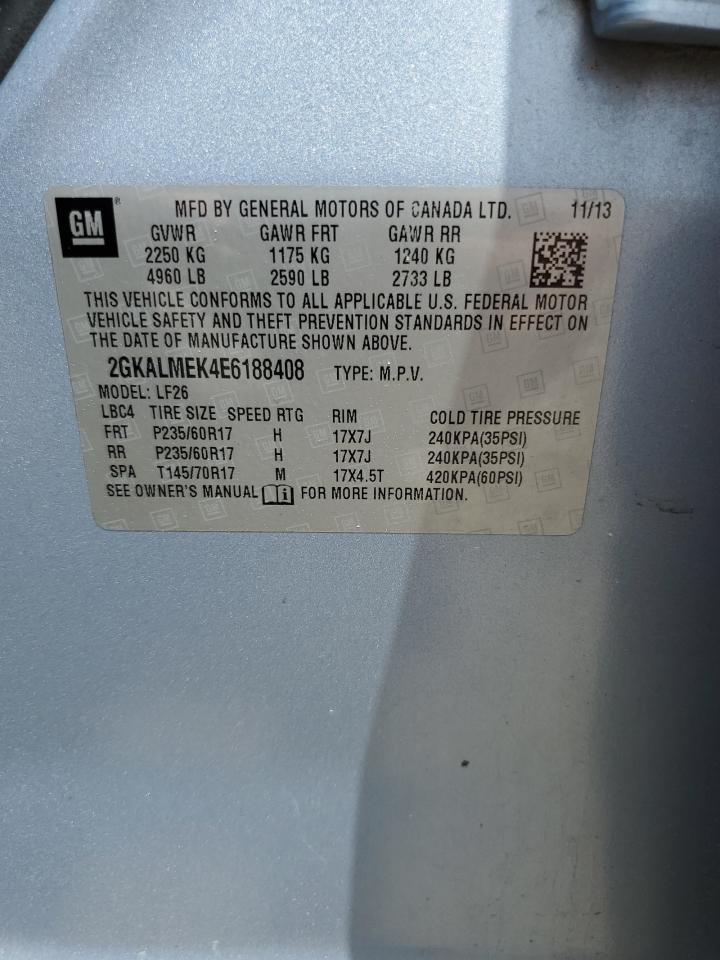 GM ® MFD BY GENERAL MOTORS OF CANADA LTD. 11/13
GVWR GAWR FRT GAWR RR
2250 KG 1175 KG 1240 KG
4960 LB 2590 LB 2733 LB
THIS VEHICLE CONFORMS TO ALL APPLICABLE U.S. FEDERAL MOTOR
VEHICLE SAFETY AND THEFT PREVENTION STANDARDS IN EFFECT ON
THE DATE OF MANUFACTURE SHOWN ABOVE.
2GKALMEK4E6188408 TYPE: M.P.V.
MODEL: LF26
LBC4 TIRE SIZE SPEED RTG RIM COLD TIRE PRESSURE
FRT P235/60R17 H 17X7J 240KPA(35PSI)
RR P235/60R17 H 17X7J 240KPA(35PSI)
SPA T145/70R17 M 17X4.5T 420KPA(60PSI)
SEE OWNER'S MANUAL FOR MORE INFORMATION.